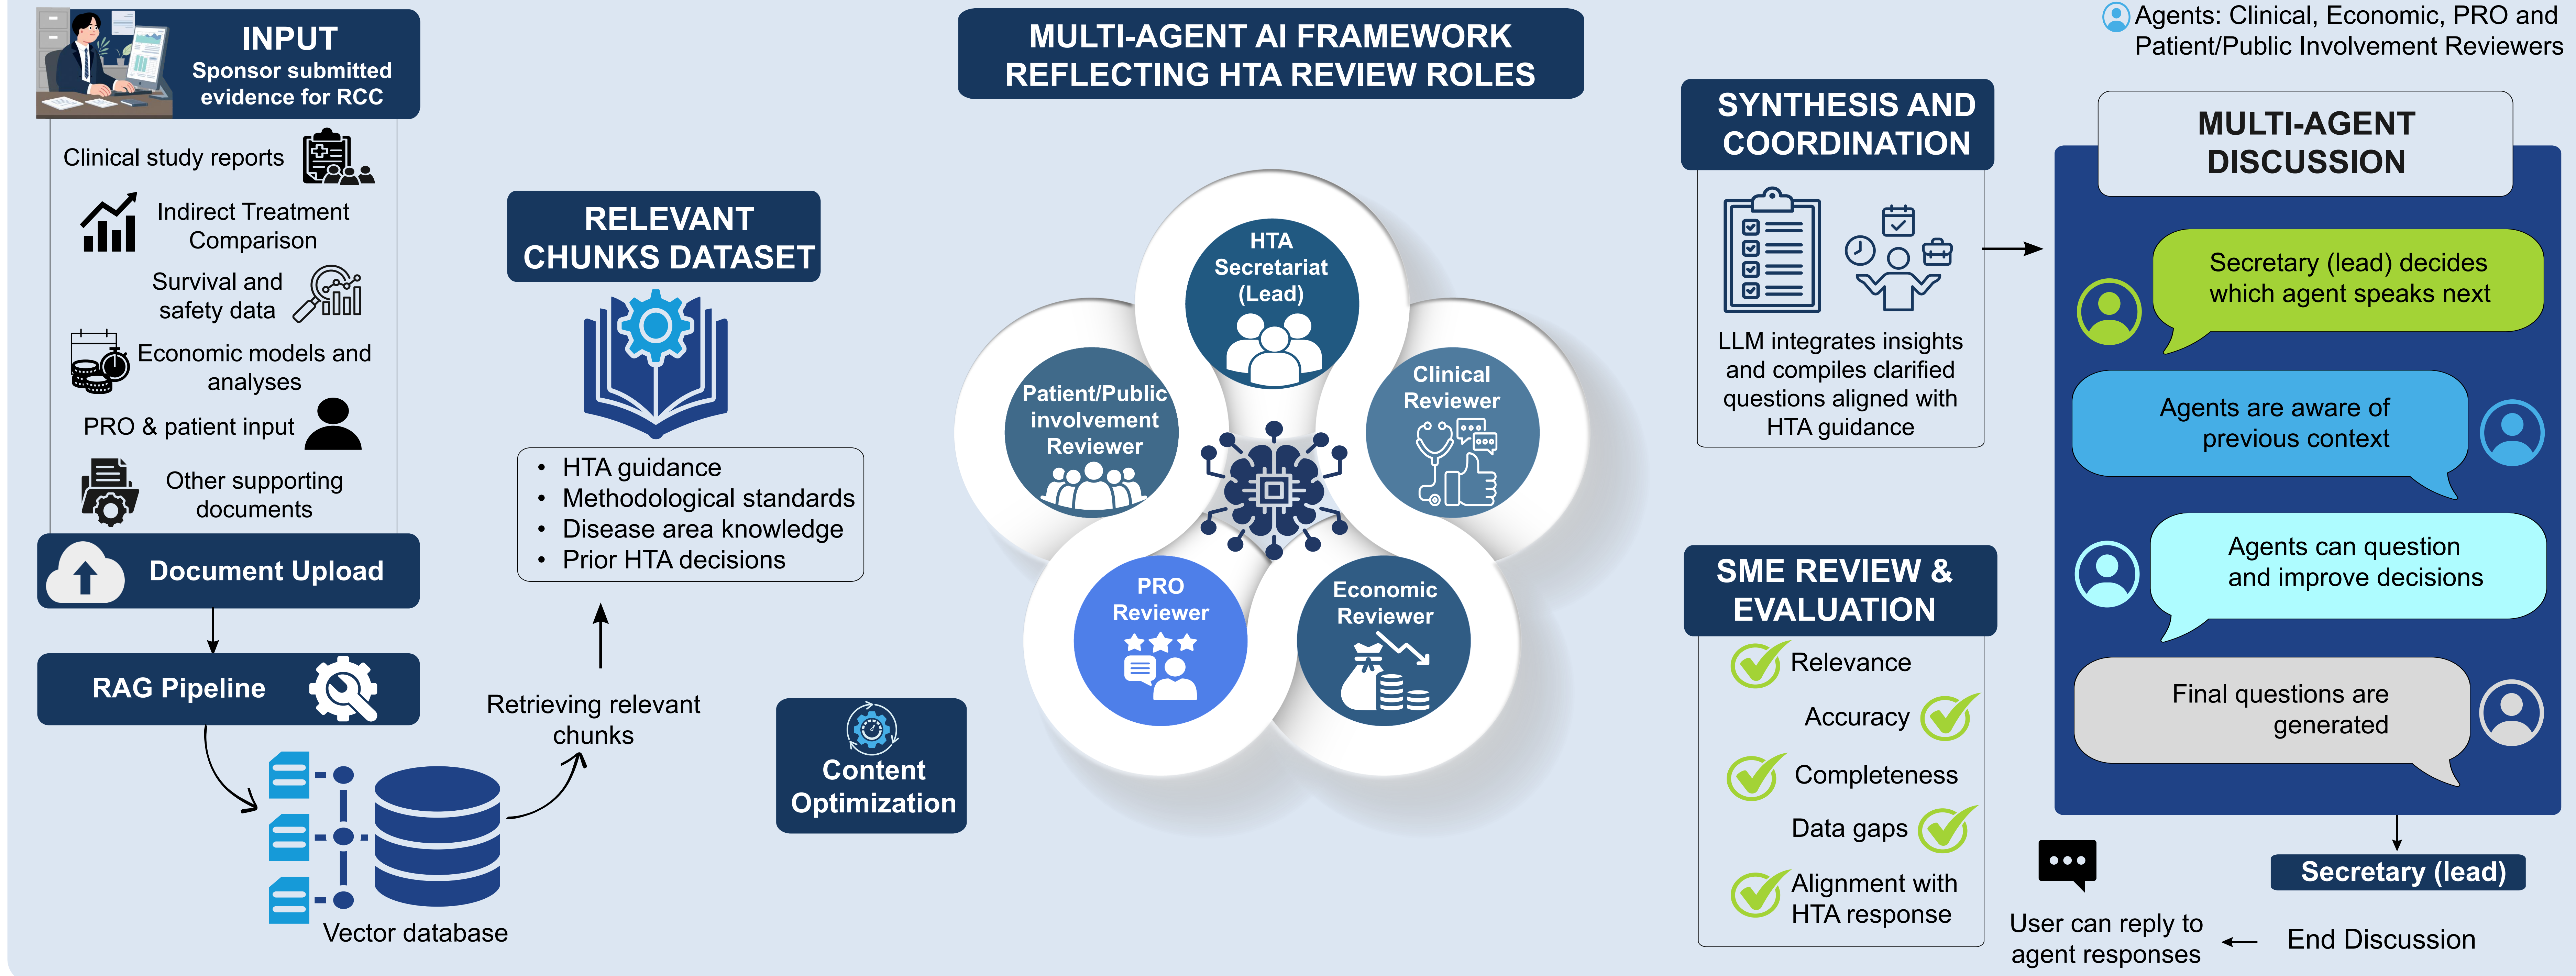 INPUT
Sponsor submitted
evidence for RCC
Clinical study reports
Indirect Treatment
Comparison
Survival and
safety data
Economic models and
analyses
PRO & patient input
Other supporting
documents
Document Upload
RAG Pipeline
Vector database
Retrieving relevant
chunks
RELEVANT
CHUNKS DATASET
• HTA guidance
• Methodological standards
• Disease area knowledge
• Prior HTA decisions
Content
Optimization
MULTI-AGENT AI FRAMEWORK
REFLECTING HTA REVIEW ROLES
HTA
Secretariat
(Lead)
Clinical
Reviewer
Economic
Reviewer
PRO
Reviewer
Patient/Public
involvement
Reviewer
SYNTHESIS AND
COORDINATION
LLM integrates insights
and compiles clarified
questions aligned with
HTA guidance
SME REVIEW &
EVALUATION
Relevance
Accuracy
Completeness
Data gaps
Alignment with
HTA response
Agents: Clinical, Economic, PRO and
Patient/Public Involvement Reviewers
MULTI-AGENT
DISCUSSION
Secretary (lead) decides
which agent speaks next
Agents are aware of
previous context
Agents can question
and improve decisions
Final questions are
generated
Secretary (lead)
End Discussion
User can reply to
agent responses